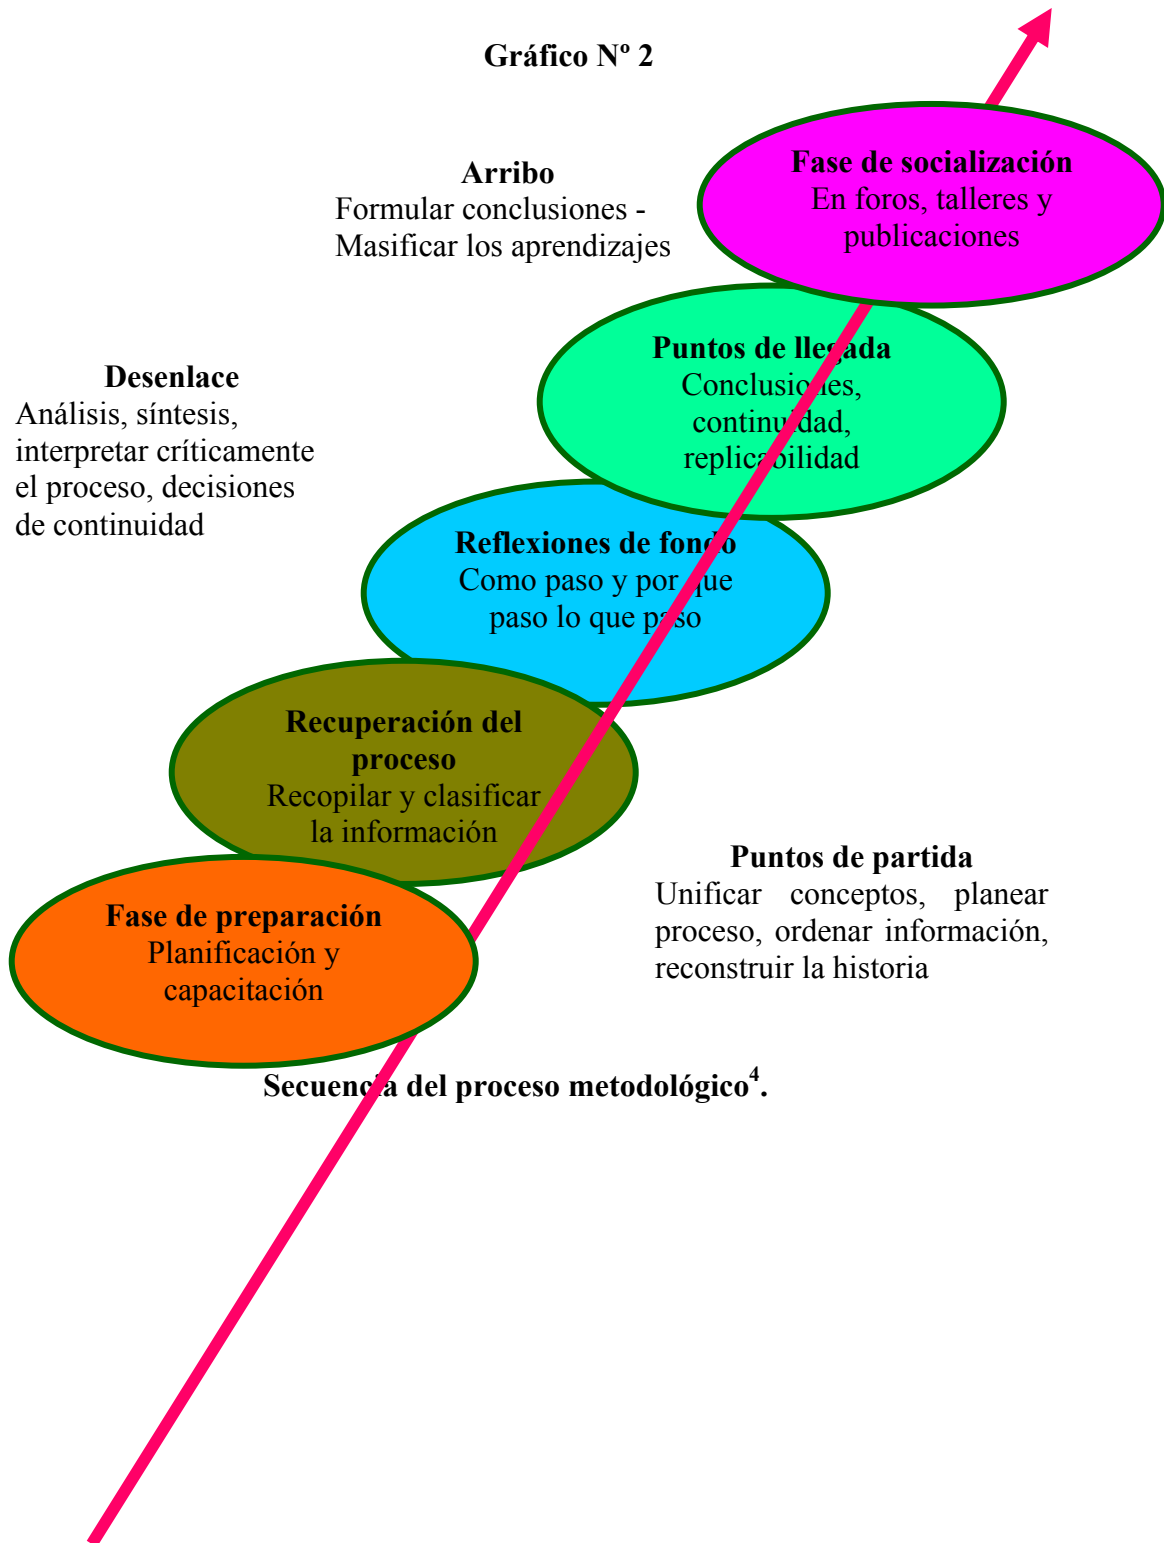 Gráfico Nº 2
Arribo
Formular conclusiones -
Masificar los aprendizajes
Fase de socialización
En foros, talleres y
publicaciones
Puntos de llegada
Conclusiones,
continuidad,
replicabilidad
Desenlace
Análisis, síntesis,
interpretar críticamente
el proceso, decisiones
de continuidad
Reflexiones de fondo
Como paso y por que
paso lo que paso
Recuperación del
proceso
Recopilar y clasificar
la información
Puntos de partida
Unificar conceptos, planear
proceso, ordenar información,
reconstruir la historia
Fase de preparación
Planificación y
capacitación
Secuencia del proceso metodológico⁴.